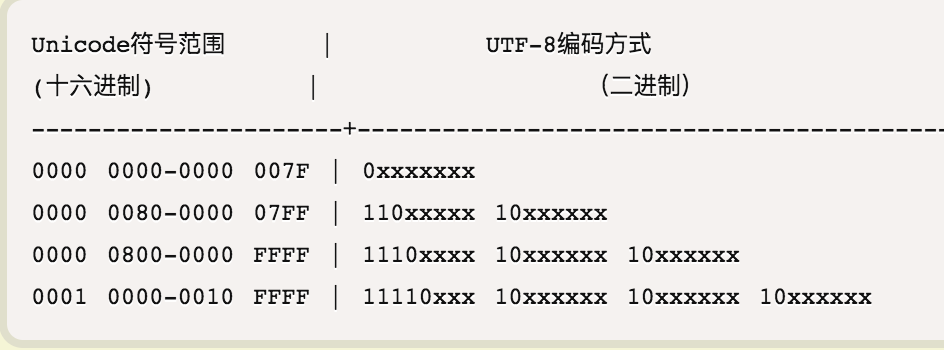 Unicode符号范围 | UTF-8编码方式
(十六进制) | （二进制）
----------------------+---------------------------------------------
0000 0000-0000 007F | 0xxxxxxx
0000 0080-0000 07FF | 110xxxxx 10xxxxxx
0000 0800-0000 FFFF | 1110xxxx 10xxxxxx 10xxxxxx
0001 0000-0010 FFFF | 11110xxx 10xxxxxx 10xxxxxx 10xxxxxx